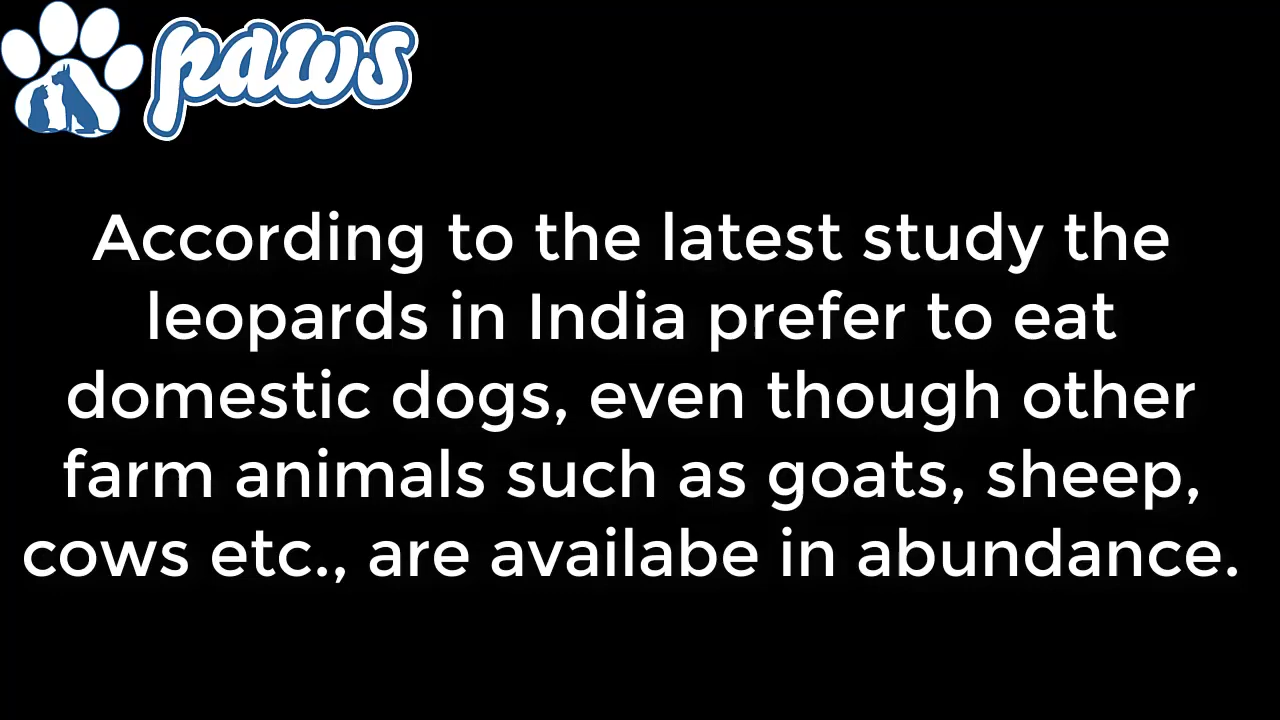 paws
According to the latest study the
leopards in India prefer to eat
domestic dogs, even though other
farm animals such as goats, sheep,
cows etc., are availabe in abundance.